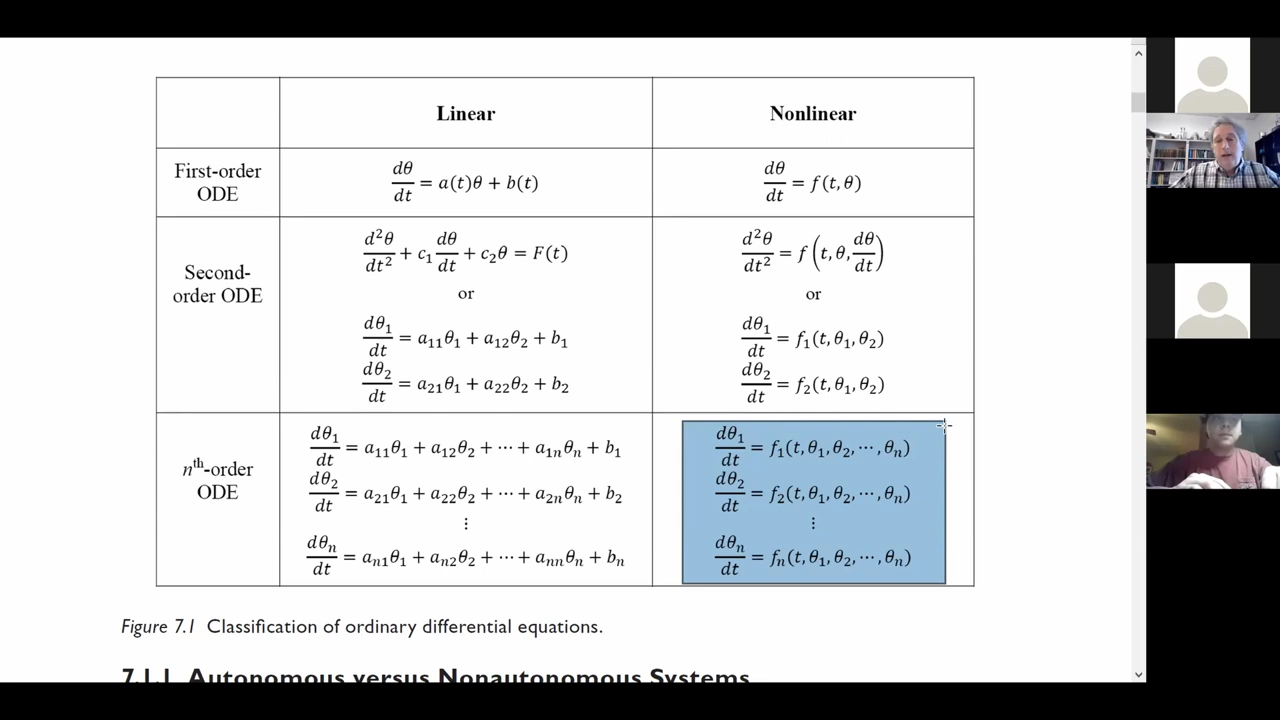 Linear
Nonlinear
First-order
ODE
dθ/dt = a(t)θ + b(t)
dθ/dt = f(t, θ)
Second-
order ODE
d²θ/dt² + c₁ dθ/dt + c₂θ = F(t)
or
dθ₁/dt = a₁₁θ₁ + a₁₂θ₂ + b₁
dθ₂/dt = a₂₁θ₁ + a₂₂θ₂ + b₂
d²θ/dt² = f(t, θ, dθ/dt)
or
dθ₁/dt = f₁(t, θ₁, θ₂)
dθ₂/dt = f₂(t, θ₁, θ₂)
nᵗʰ-order
ODE
dθ₁/dt = a₁₁θ₁ + a₁₂θ₂ + ⋯ + a₁ₙθₙ + b₁
dθ₂/dt = a₂₁θ₁ + a₂₂θ₂ + ⋯ + a₂ₙθₙ + b₂
⋮
dθₙ/dt = aₙ₁θ₁ + aₙ₂θ₂ + ⋯ + aₙₙθₙ + bₙ
dθ₁/dt = f₁(t, θ₁, θ₂, ⋯ , θₙ)
dθ₂/dt = f₂(t, θ₁, θ₂, ⋯ , θₙ)
⋮
dθₙ/dt = fₙ(t, θ₁, θ₂, ⋯ , θₙ)
Figure 7.1 Classification of ordinary differential equations.
7.1.1 Autonomous versus Nonautonomous Systems